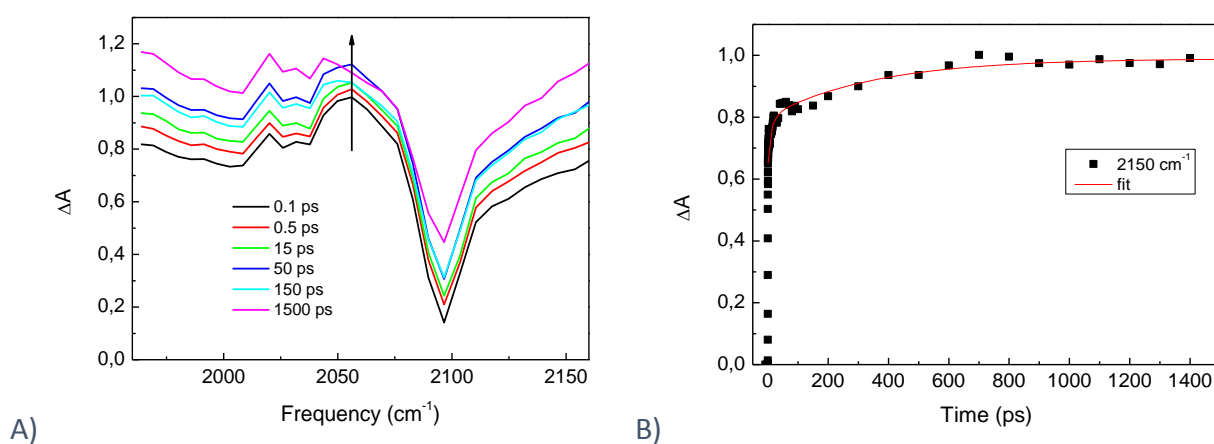 1,2
1,0
0,8
0,6
0,4
0,2
0,0
ΔA
0.1 ps
0.5 ps
15 ps
50 ps
150 ps
1500 ps
2000 2050 2100 2150
Frequency (cm⁻¹)
A)
1,0
0,8
0,6
0,4
0,2
0,0
ΔA
2150 cm⁻¹
fit
0 200 400 600 800 1000 1200 1400
Time (ps)
B)